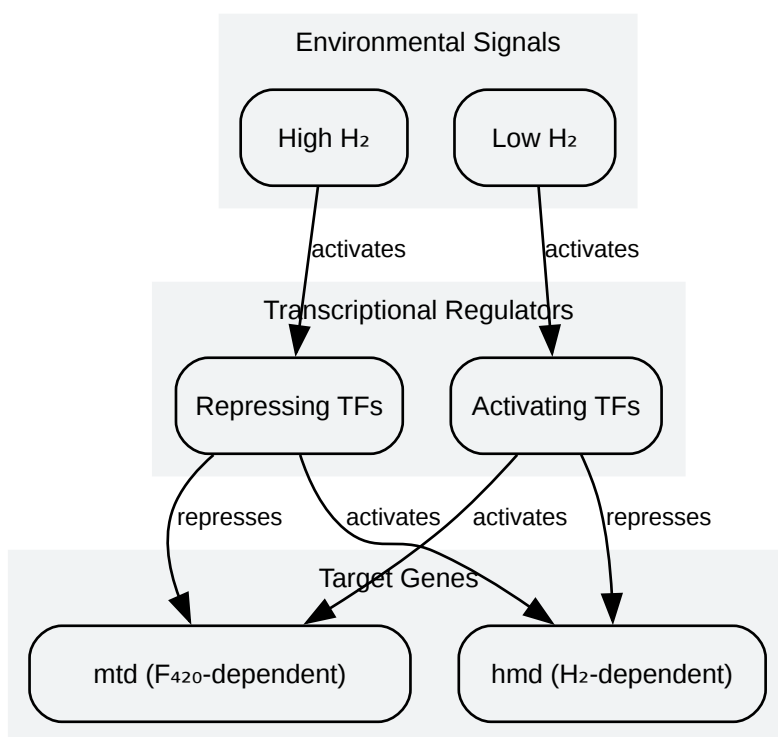 Environmental Signals
High H₂
Low H₂
activates
activates
Transcriptional Regulators
Repressing TFs
Activating TFs
represses
activates
activates
represses
Target Genes
mtd (F₄₂₀-dependent)
hmd (H₂-dependent)